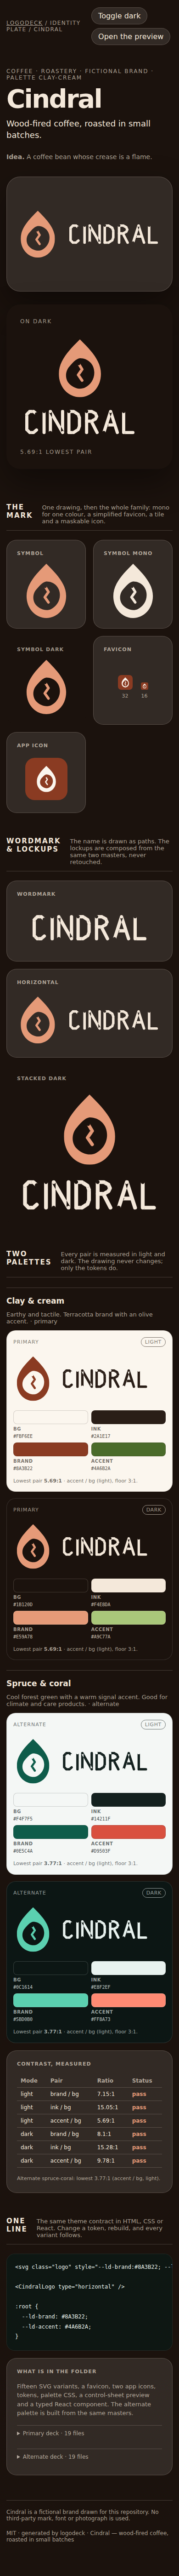 LOGODECK / IDENTITY
PLATE / CINDRAL
Toggle dark
Open the preview
COFFEE · ROASTERY · FICTIONAL BRAND ·
PALETTE CLAY-CREAM
Cindral
Wood-fired coffee, roasted in small
batches.
Idea. A coffee bean whose crease is a flame.
CINDRAL
ON DARK
CINDRAL
5.69:1 LOWEST PAIR
THE
MARK
One drawing, then the whole family: mono
for one colour, a simplified favicon, a tile
and a maskable icon.
SYMBOL
SYMBOL MONO
SYMBOL DARK
FAVICON
32
16
APP ICON
WORDMARK
& LOCKUPS
The name is drawn as paths. The
lockups are composed from the
same two masters, never
retouched.
WORDMARK
CINDRAL
HORIZONTAL
CINDRAL
STACKED DARK
CINDRAL
TWO
PALETTES
Every pair is measured in light and
dark. The drawing never changes;
only the tokens do.
Clay & cream
Earthy and tactile. Terracotta brand with an olive
accent. · primary
PRIMARY
LIGHT
CINDRAL
BG
#FBF6EE
INK
#2A1E17
BRAND
#8A3B22
ACCENT
#4A6B2A
Lowest pair 5.69:1 · accent / bg (light), floor 3:1.
PRIMARY
DARK
CINDRAL
BG
#1B120D
INK
#F4E8DA
BRAND
#E59A78
ACCENT
#A9C77A
Lowest pair 5.69:1 · accent / bg (light), floor 3:1.
Spruce & coral
Cool forest green with a warm signal accent. Good for
climate and care products. · alternate
ALTERNATE
LIGHT
CINDRAL
BG
#F4F7F5
INK
#14211F
BRAND
#0E5C4A
ACCENT
#D9503F
Lowest pair 3.77:1 · accent / bg (light), floor 3:1.
ALTERNATE
DARK
CINDRAL
BG
#0C1614
INK
#E8F2EF
BRAND
#5BD0B0
ACCENT
#FF8A73
Lowest pair 3.77:1 · accent / bg (light), floor 3:1.
CONTRAST, MEASURED
Mode Pair Ratio Status
light brand / bg 7.15:1 pass
light ink / bg 15.05:1 pass
light accent / bg 5.69:1 pass
dark brand / bg 8.1:1 pass
dark ink / bg 15.28:1 pass
dark accent / bg 9.78:1 pass
Alternate spruce-coral: lowest 3.77:1 (accent / bg, light).
ONE
LINE
The same theme contract in HTML, CSS or
React. Change a token, rebuild, and every
variant follows.
<svg class="logo" style="--ld-brand:#8A3B22; --
<CindralLogo type="horizontal" />
:root {
--ld-brand: #8A3B22;
--ld-accent: #4A6B2A;
}
WHAT IS IN THE FOLDER
Fifteen SVG variants, a favicon, two app icons,
tokens, palette CSS, a control-sheet preview
and a typed React component. The alternate
palette is built from the same masters.
▸ Primary deck · 19 files
▸ Alternate deck · 19 files
Cindral is a fictional brand drawn for this repository. No
third-party mark, font or photograph is used.
MIT · generated by logodeck · Cindral — wood-fired coffee,
roasted in small batches